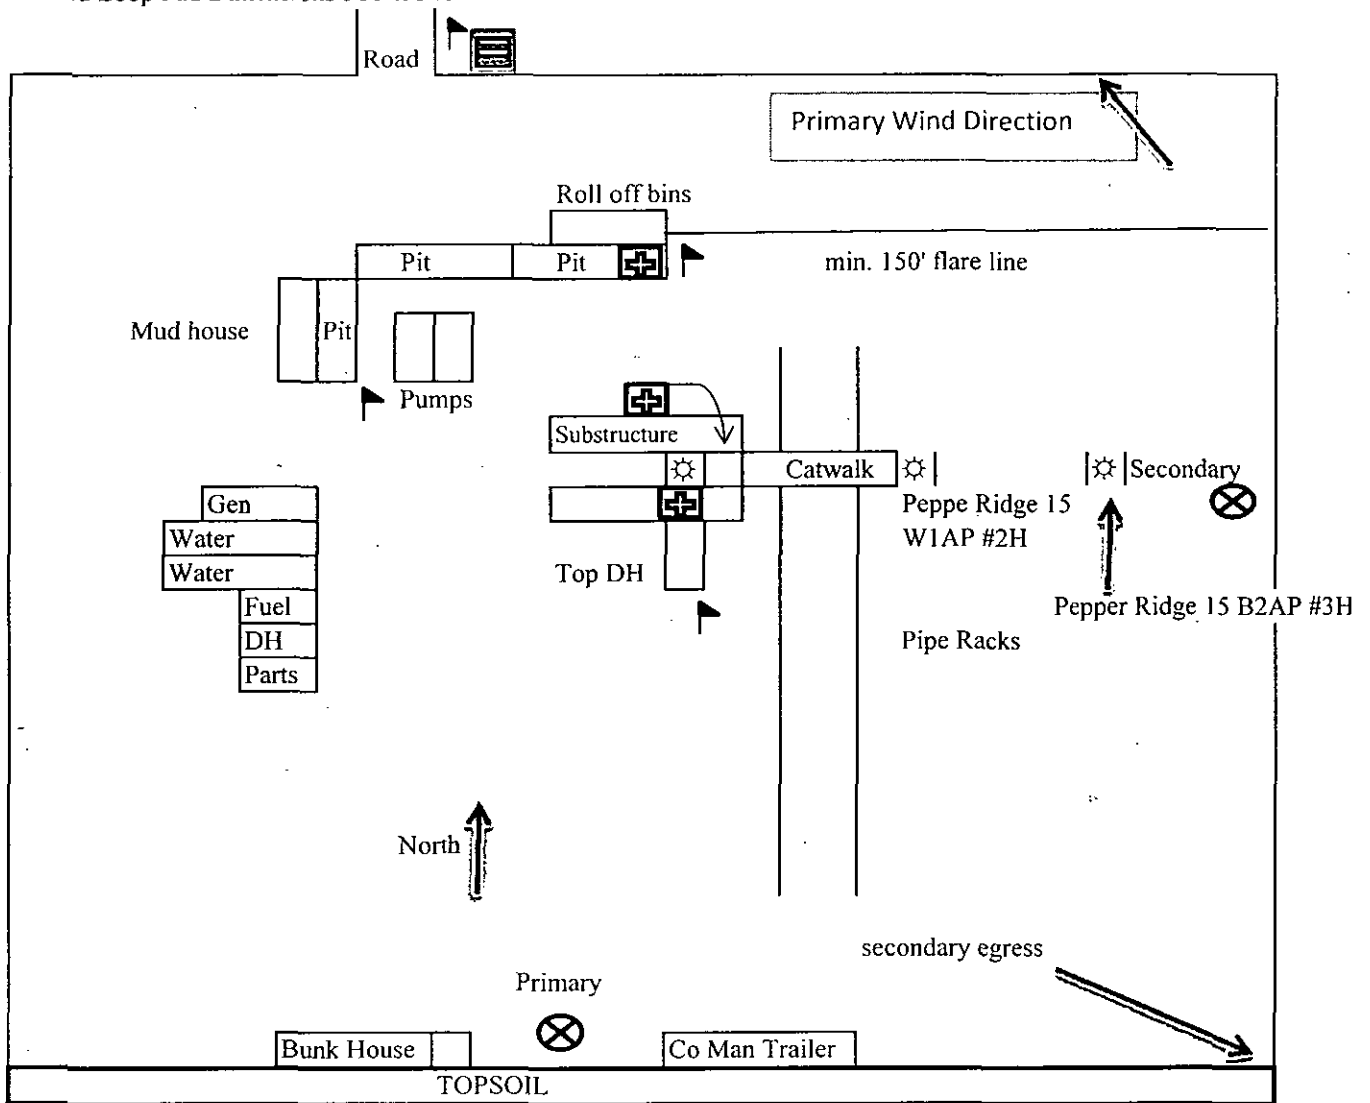 Road
Primary Wind Direction
Roll off bins
Pit
Pit
min. 150' flare line
Mud house
Pit
Pumps
Substructure
Catwalk
Secondary
Gen
Peppe Ridge 15
W1AP #2H
Water
Water
Top DH
Fuel
Pepper Ridge 15 B2AP #3H
DH
Pipe Racks
Parts
North
secondary egress
Primary
Bunk House
Co Man Trailer
TOPSOIL